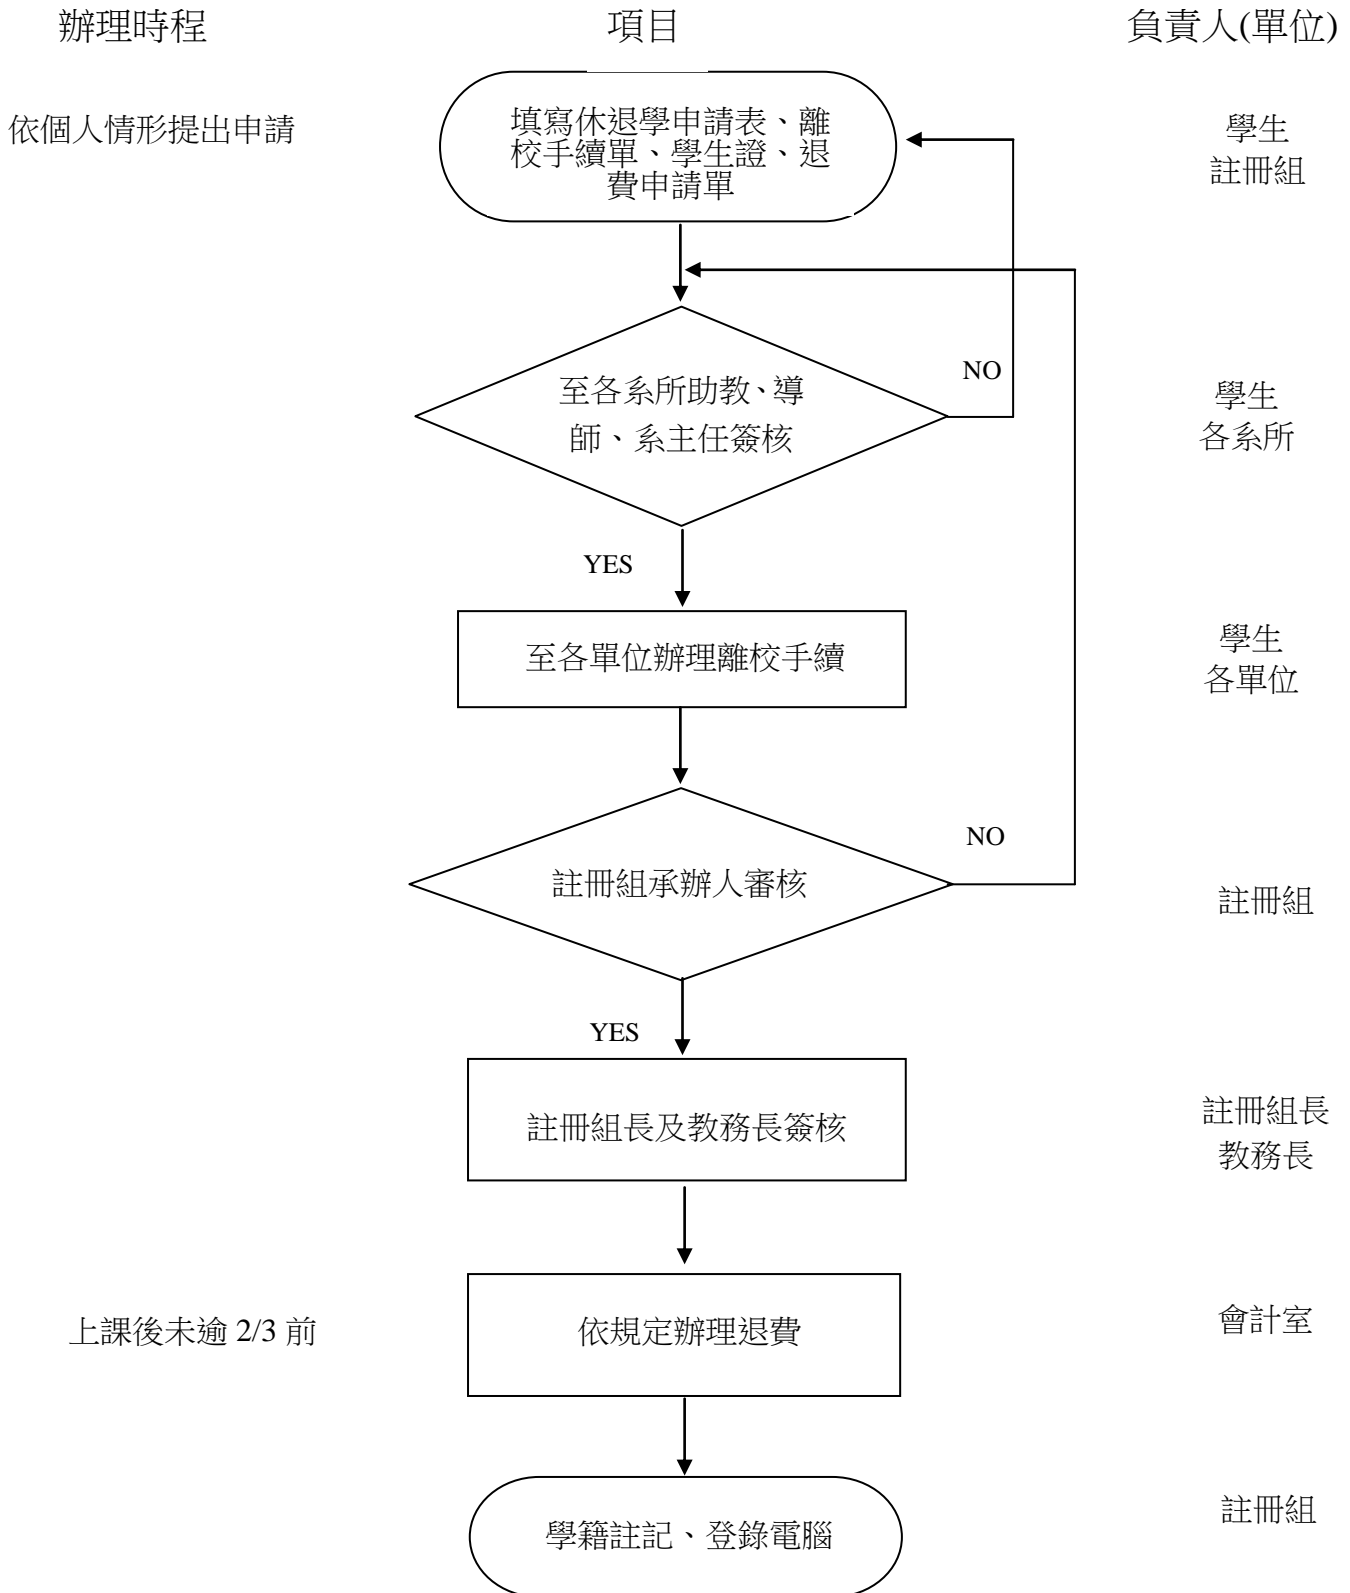 辦理時程
項目
負責人(單位)
依個人情形提出申請
填寫休退學申請表、離
校手續單、學生證、退
費申請單
學生
註冊組
NO
至各系所助教、導
師、系主任簽核
學生
各系所
YES
至各單位辦理離校手續
學生
各單位
NO
註冊組承辦人審核
註冊組
YES
註冊組長及教務長簽核
註冊組長
教務長
上課後未逾 2/3 前
依規定辦理退費
會計室
學籍註記、登錄電腦
註冊組